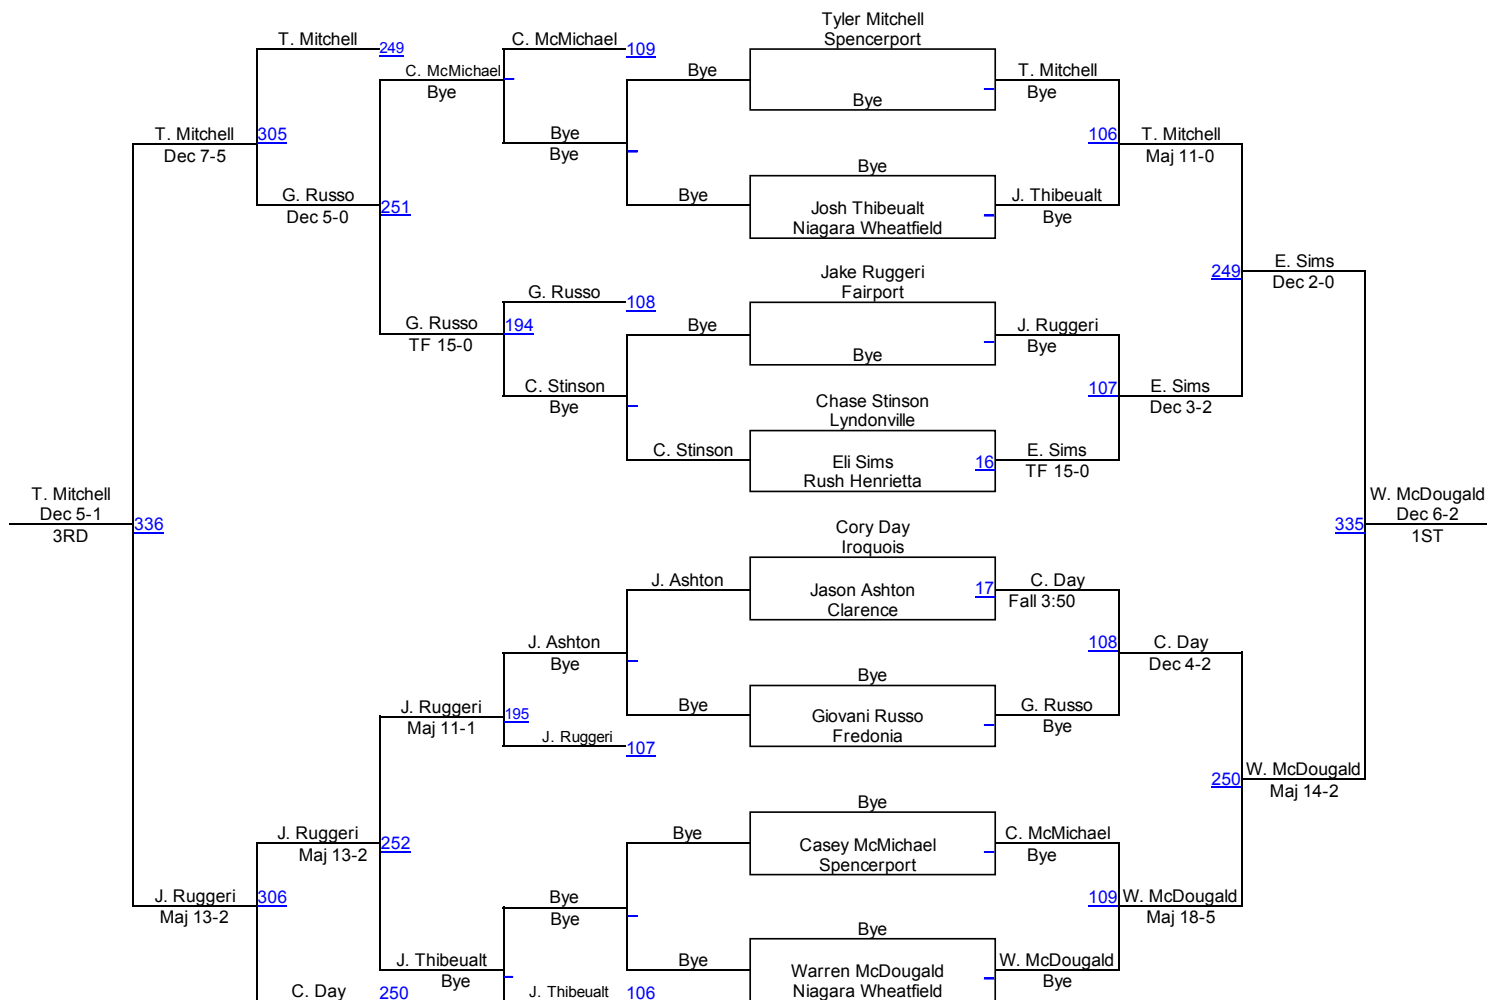 Tyler Mitchell
Spencerport
T. Mitchell
249
C. McMichael
109
C. McMichael
Bye
Bye
Bye
T. Mitchell
Bye
T. Mitchell
Dec 7-5
305
Bye
Bye
106
T. Mitchell
Maj 11-0
G. Russo
Dec 5-0
251
Bye
Bye
Josh Thibeualt
Niagara Wheatfield
J. Thibeualt
Bye
249
E. Sims
Dec 2-0
Jake Ruggeri
Fairport
G. Russo
108
G. Russo
TF 15-0
194
Bye
Bye
J. Ruggeri
Bye
C. Stinson
Bye
107
E. Sims
Dec 3-2
Chase Stinson
Lyndonville
C. Stinson
Eli Sims
Rush Henrietta
16
E. Sims
TF 15-0
T. Mitchell
Dec 5-1
3RD
336
335
W. McDougald
Dec 6-2
1ST
Cory Day
Iroquois
J. Ashton
Jason Ashton
Clarence
17
C. Day
Fall 3:50
J. Ashton
Bye
108
C. Day
Dec 4-2
J. Ruggeri
Maj 11-1
195
Bye
Bye
Giovani Russo
Fredonia
G. Russo
Bye
J. Ruggeri
107
250
W. McDougald
Maj 14-2
Bye
J. Ruggeri
Maj 13-2
252
Bye
Casey McMichael
Spencerport
C. McMichael
Bye
J. Ruggeri
Maj 13-2
306
Bye
Bye
109
W. McDougald
Maj 18-5
Bye
J. Thibeualt
Bye
Bye
Warren McDougald
Niagara Wheatfield
W. McDougald
Bye
C. Day
250
J. Thibeualt
106